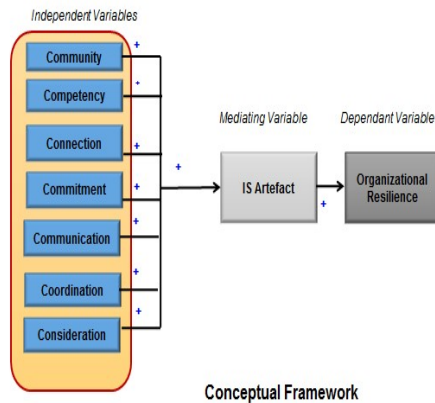 Independent Variables
+
Community
+
Competency
Mediating Variable
Dependant Variable
+
Connection
+
IS Artefact
Organizational
Resilience
+
Commitment
+
+
Communication
+
Coordination
+
Consideration
Conceptual Framework